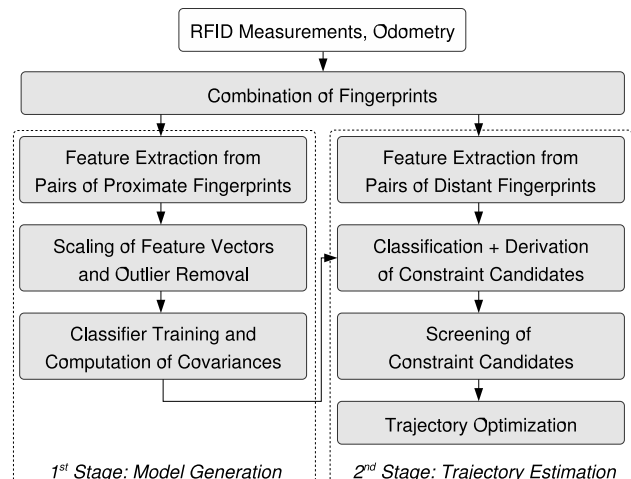 RFID Measurements, Odometry
Combination of Fingerprints
Feature Extraction from
Pairs of Proximate Fingerprints
Scaling of Feature Vectors
and Outlier Removal
Classifier Training and
Computation of Covariances
1st Stage: Model Generation
Feature Extraction from
Pairs of Distant Fingerprints
Classification + Derivation
of Constraint Candidates
Screening of
Constraint Candidates
Trajectory Optimization
2nd Stage: Trajectory Estimation